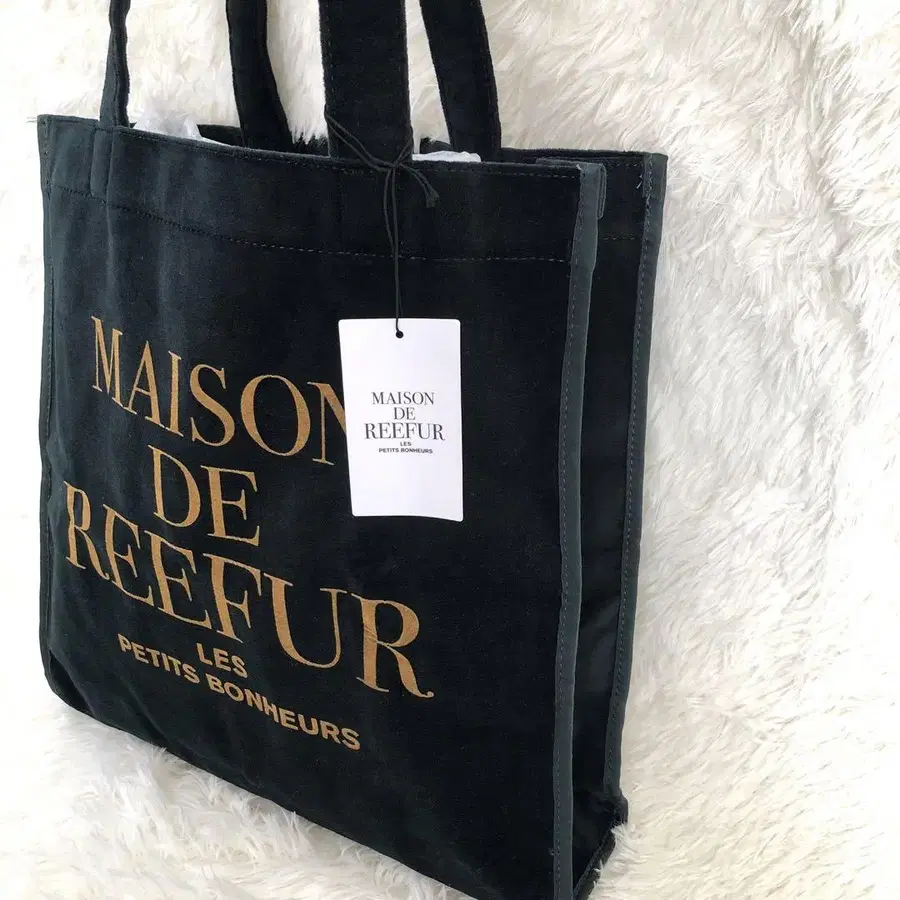 MAISON
DE
REEFUR
LES
PETITS BONHEURS
MAISON
DE
REEFUR
LES
PETITS BONHEURS